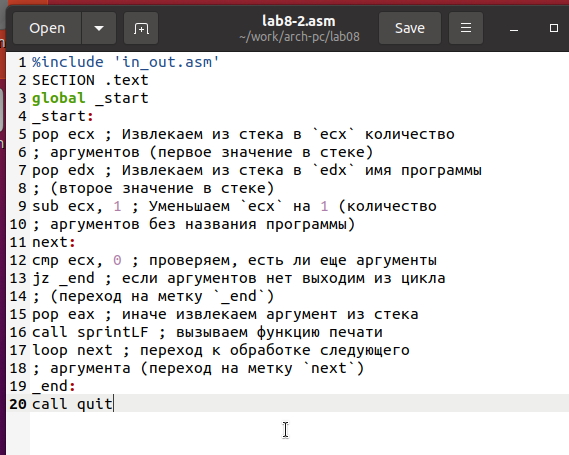 Open
lab8-2.asm
~/work/arch-pc/lab08
Save
1 %include 'in_out.asm'
2 SECTION .text
3 global _start
4 _start:
5 pop ecx ; Извлекаем из стека в `ecx` количество
6 ; аргументов (первое значение в стеке)
7 pop edx ; Извлекаем из стека в `edx` имя программы
8 ; (второе значение в стеке)
9 sub ecx, 1 ; Уменьшаем `ecx` на 1 (количество
10 ; аргументов без названия программы)
11 next:
12 cmp ecx, 0 ; проверяем, есть ли еще аргументы
13 jz _end ; если аргументов нет выходим из цикла
14 ; (переход на метку `_end`)
15 pop eax ; иначе извлекаем аргумент из стека
16 call sprintLF ; вызываем функцию печати
17 loop next ; переход к обработке следующего
18 ; аргумента (переход на метку `next`)
19 _end:
20 call quit